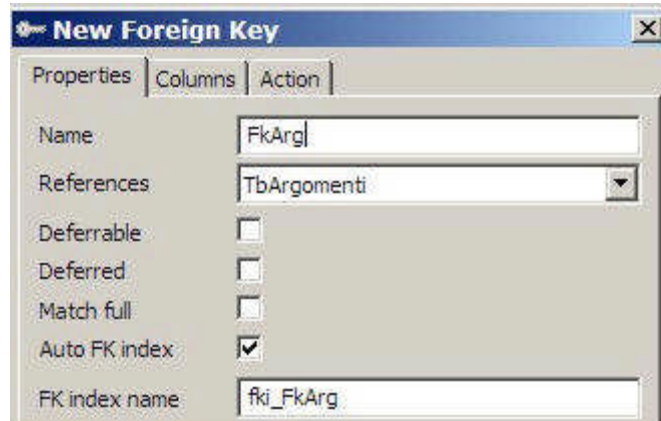 New Foreign Key
Properties Columns Action
Name FkArg
References TbArgomenti
Deferrable
Deferred
Match full
Auto FK index
FK index name fki_FkArg